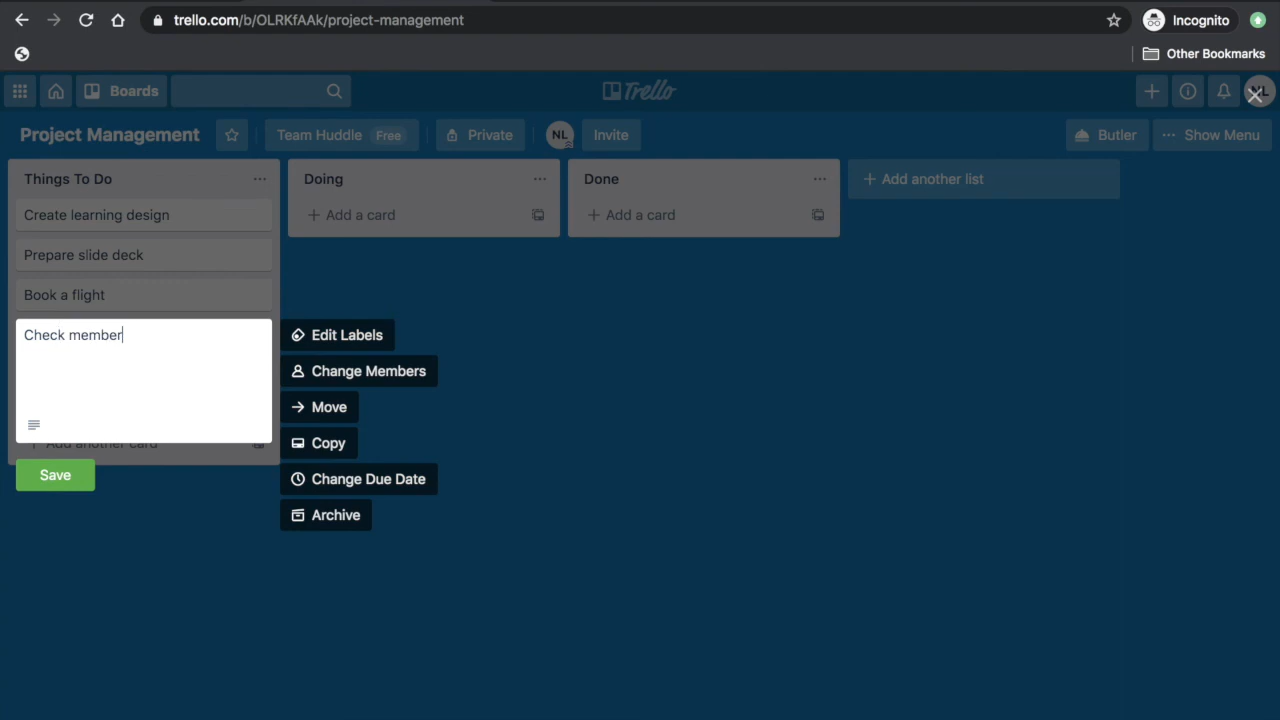 trello.com/b/OLRKfAAk/project-management
Incognito
Other Bookmarks
Boards
Trello
NL
Project Management
Team Huddle Free
Private
NL
Invite
Butler
Show Menu
Things To Do
Doing
Done
+ Add another list
Create learning design
+ Add a card
+ Add a card
Prepare slide deck
Book a flight
Check member
Edit Labels
Change Members
Move
Copy
+ Add another card
Save
Change Due Date
Archive